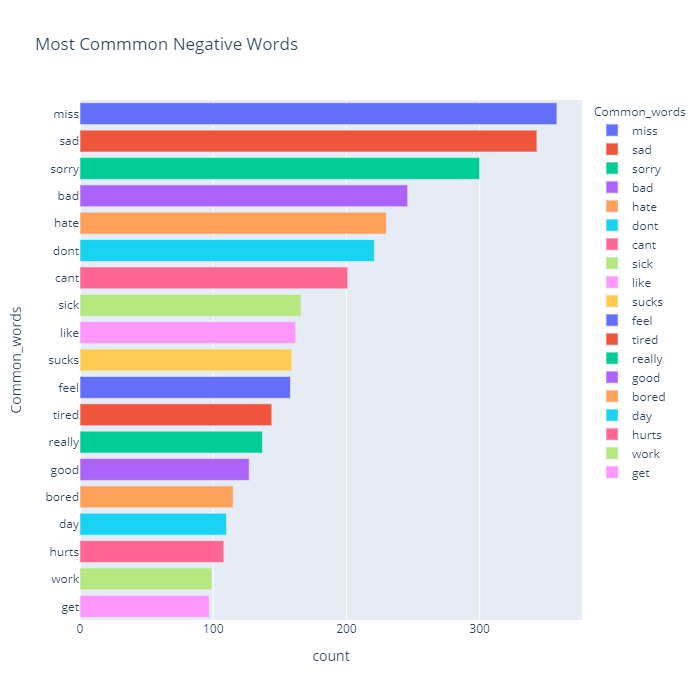 Most Commmon Negative Words
Common_words
miss
sad
sorry
bad
hate
dont
cant
sick
like
sucks
feel
tired
really
good
bored
day
hurts
work
get
0 100 200 300
count
Common_words
miss
sad
sorry
bad
hate
dont
cant
sick
like
sucks
feel
tired
really
good
bored
day
hurts
work
get